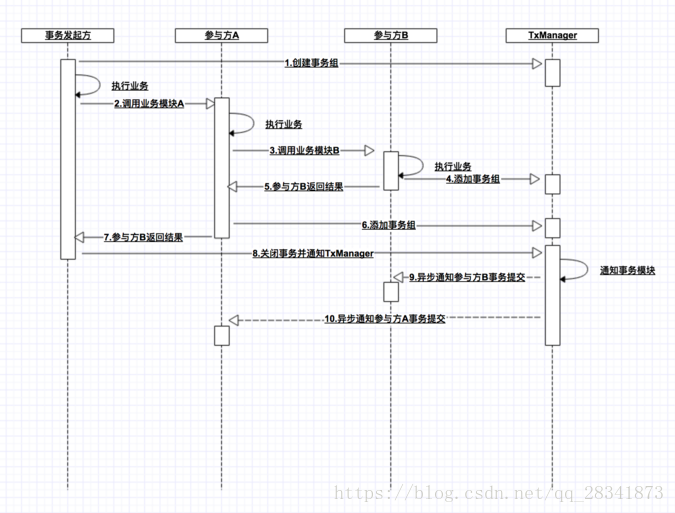 事务发起方
参与方A
参与方B
TxManager
1.创建事务组
执行业务
2.调用业务模块A
执行业务
3.调用业务模块B
执行业务
4.添加事务组
5.参与方B返回结果
6.添加事务组
7.参与方B返回结果
8.关闭事务并通知TxManager
通知事务模块
9.异步通知参与方B事务提交
10.异步通知参与方A事务提交
https://blog.csdn.net/qq_28341873